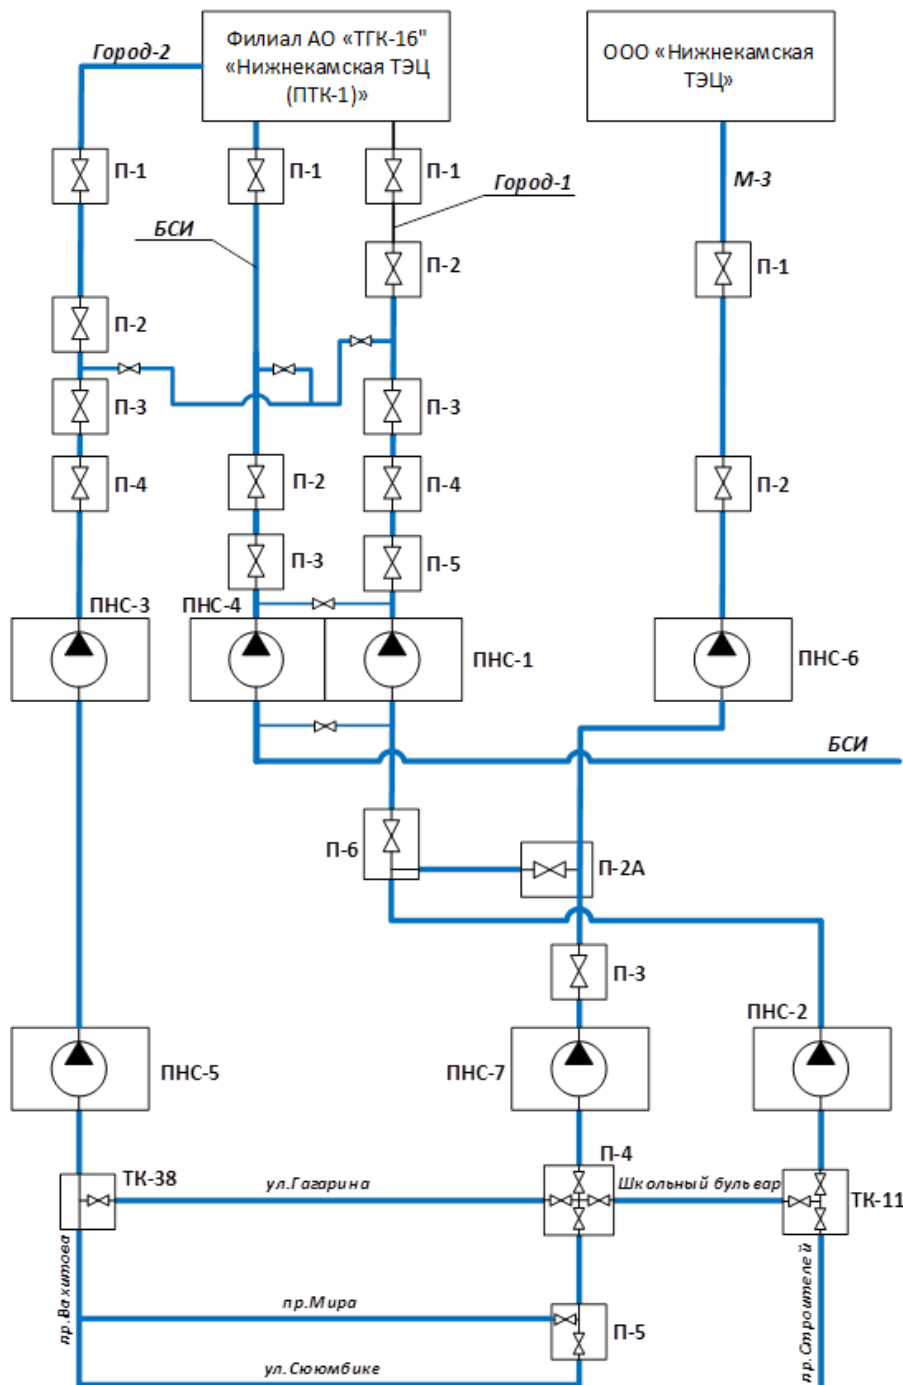 Филиал АО «ТГК-16"
«Нижнекамская ТЭЦ
(ПТК-1)»
ООО «Нижнекамская
ТЭЦ»
Город-2
П-1
П-1
П-1
М-3
Город-1
БСИ
П-2
П-1
П-2
П-3
П-3
П-4
П-2
П-4
П-2
П-3
П-5
ПНС-3
ПНС-4
ПНС-1
ПНС-6
БСИ
П-6
П-2А
П-3
ПНС-2
ПНС-5
ПНС-7
П-4
ТК-38
ул.Гагарина
Школьный бульвар
ТК-11
пр.Вахитова
пр.Мира
П-5
пр.Строителей
ул.Сююмбике